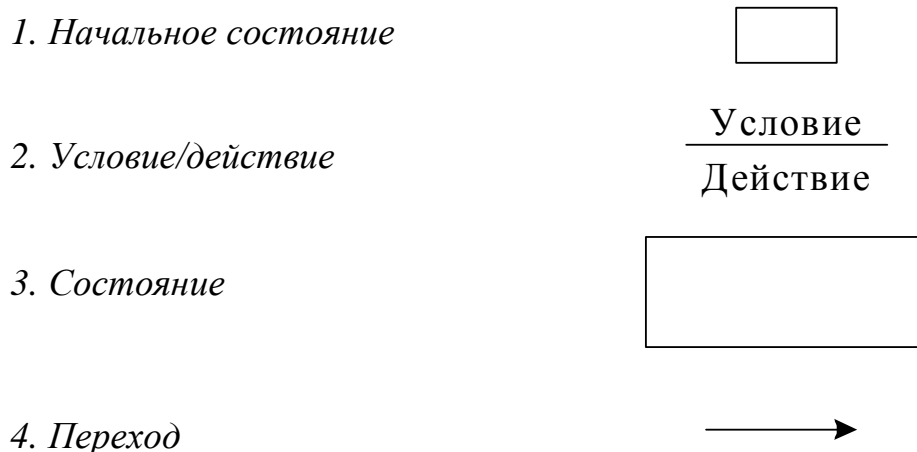 1. Начальное состояние
2. Условие/действие
Условие
Действие
3. Состояние
4. Переход